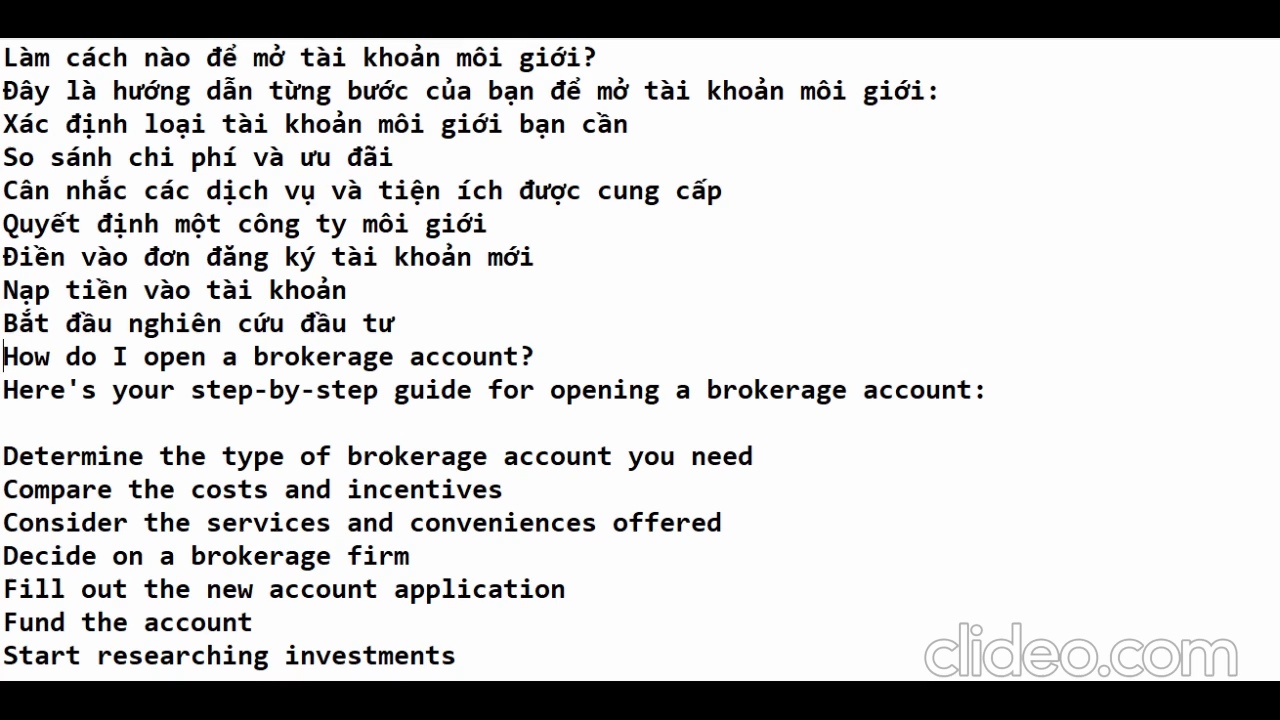 Làm cách nào để mở tài khoản môi giới?
Đây là hướng dẫn từng bước của bạn để mở tài khoản môi giới:
Xác định loại tài khoản môi giới bạn cần
So sánh chi phí và ưu đãi
Cân nhắc các dịch vụ và tiện ích được cung cấp
Quyết định một công ty môi giới
Điền vào đơn đăng ký tài khoản mới
Nạp tiền vào tài khoản
Bắt đầu nghiên cứu đầu tư
How do I open a brokerage account?
Here's your step-by-step guide for opening a brokerage account:
Determine the type of brokerage account you need
Compare the costs and incentives
Consider the services and conveniences offered
Decide on a brokerage firm
Fill out the new account application
Fund the account
Start researching investments
clideo.com